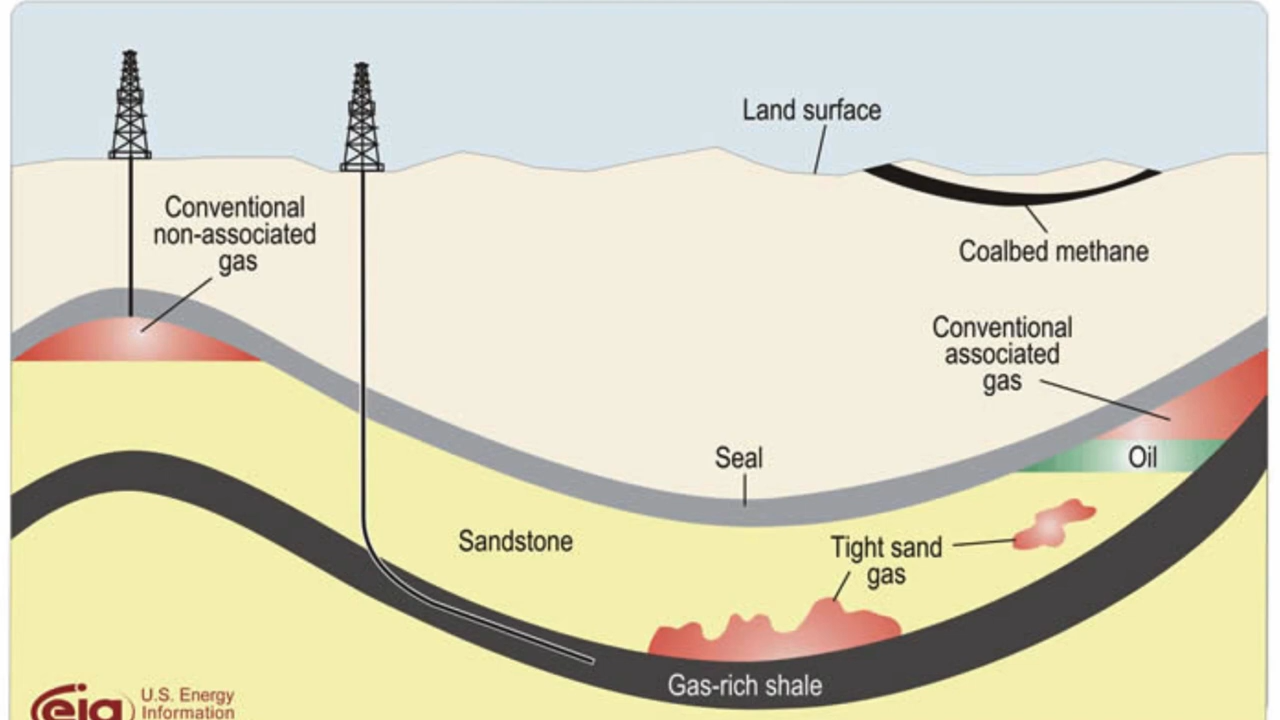 Land surface
Conventional
non-associated
gas
Coalbed methane
Conventional
associated
gas
Seal
Oil
Sandstone
Tight sand
gas
Gas-rich shale
eia
U.S. Energy
Information